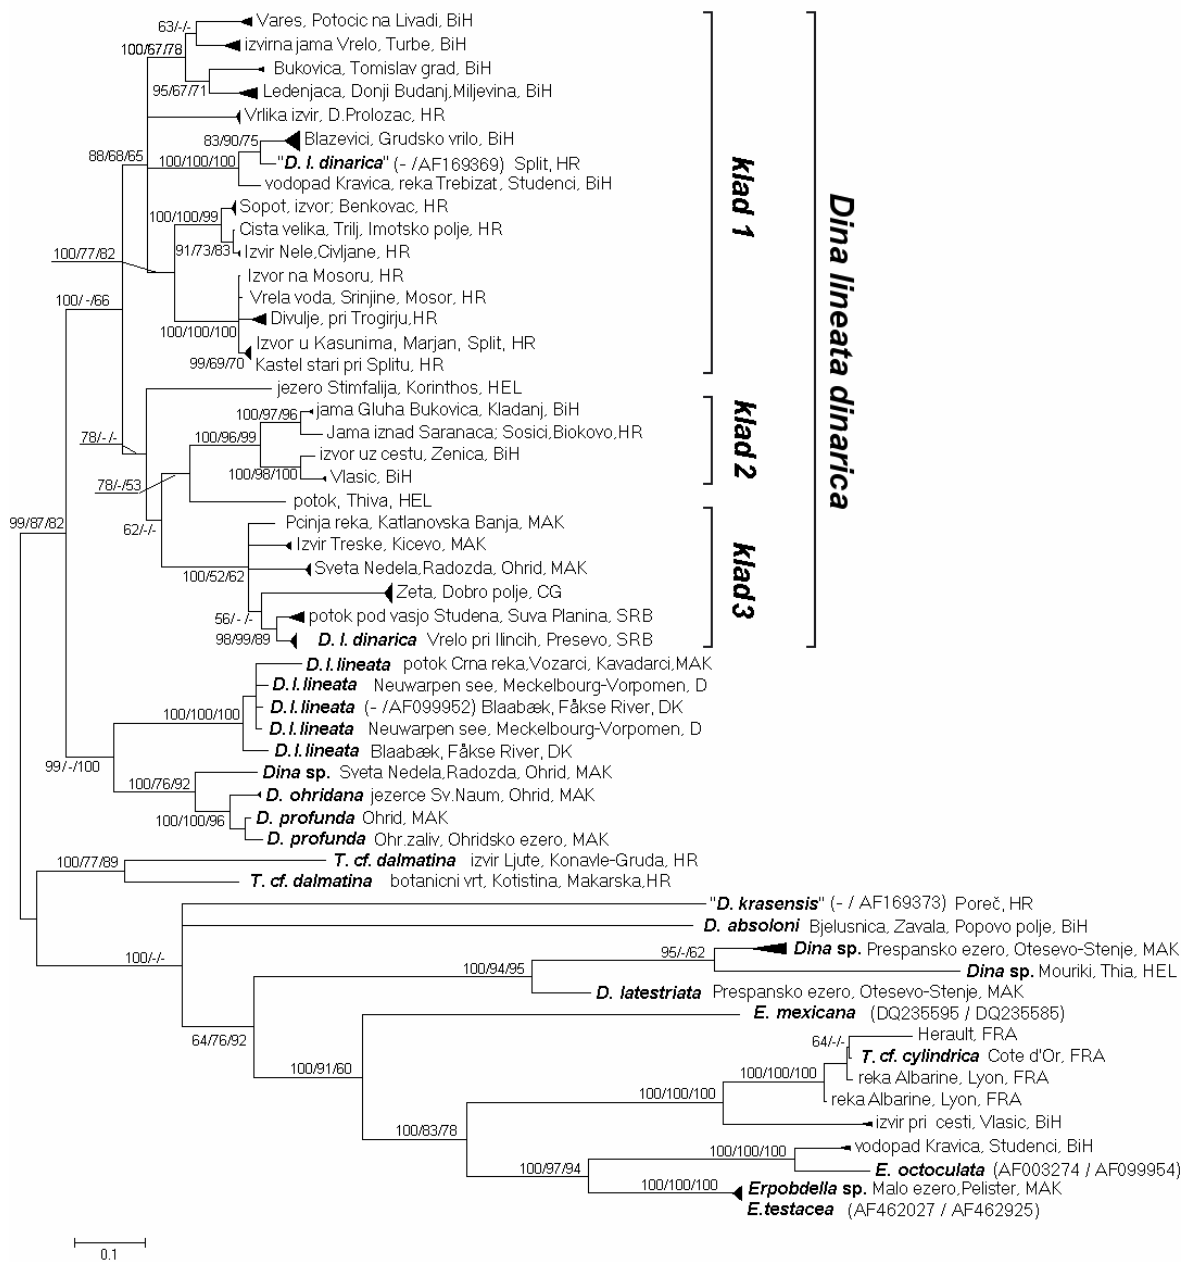 63/-/-
Vares, Potocic na Livadi, BiH
100/67/78
izvirna jama Vrelo, Turbe, BiH
Bukovica, Tomislav grad, BiH
95/67/71
Ledenjaca, Donji Budanj,Miljevina, BiH
Vrlika izvir, D.Prolozac, HR
83/90/75
Blazevici, Grudsko vrilo, BiH
88/68/65
100/100/100
"D. l. dinarica" (- /AF169369) Split, HR
vodopad Kravica, reka Trebizat, Studenci, BiH
Sopot, izvor; Benkovac, HR
100/100/99
Cista velika, Trilj, Imotsko polje, HR
91/73/83
Izvir Nele,Civljane, HR
100/77/82
Izvor na Mosoru, HR
100/ -/66
Vrela voda, Srinjine, Mosor, HR
Divulje, pri Trogirju,HR
100/100/100
Izvor u Kasunima, Marjan, Split, HR
99/69/70
Kastel stari pri Splitu, HR
klad 1
Dina lineata dinarica
jezero Stimfalija, Korinthos, HEL
100/97/96
jama Gluha Bukovica, Kladanj, BiH
78/-/-
100/96/99
Jama iznad Saranaca; Sosici,Biokovo,HR
izvor uz cestu, Zenica, BiH
100/98/100
Vlasic, BiH
klad 2
78/-/53
potok, Thiva, HEL
99/87/82
62/-/-
Pcinja reka, Katlanovska Banja, MAK
Izvir Treske, Kicevo, MAK
100/52/62
Sveta Nedela,Radozda, Ohrid, MAK
Zeta, Dobro polje, CG
56/- /-
potok pod vasjo Studena, Suva Planina, SRB
98/99/89
D. l. dinarica Vrelo pri Ilincih, Presevo, SRB
klad 3
D. l. lineata potok Crna reka,Vozarci, Kavadarci,MAK
D. l. lineata Neuwarpen see, Meckelbourg-Vorpomen, D
100/100/100
D. l. lineata (- /AF099952) Blaabæk, Fåkse River, DK
D. l. lineata Neuwarpen see, Meckelbourg-Vorpomen, D
D. l. lineata Blaabæk, Fåkse River, DK
99/-/100
Dina sp. Sveta Nedela,Radozda, Ohrid, MAK
100/76/92
D. ohridana jezerce Sv.Naum, Ohrid, MAK
100/100/96
D. profunda Ohrid, MAK
D. profunda Ohr.zaliv, Ohridsko ezero, MAK
100/77/89
T. cf. dalmatina izvir Ljute, Konavle-Gruda, HR
T. cf. dalmatina botanicni vrt, Kotistina, Makarska,HR
"D. krasensis" (- / AF169373) Poreč, HR
D. absoloni Bjelusnica, Zavala, Popovo polje, BiH
100/-/-
95/-/62
Dina sp. Prespansko ezero, Otesevo-Stenje, MAK
100/94/95
Dina sp. Mouriki, Thia, HEL
D. latestriata Prespansko ezero, Otesevo-Stenje, MAK
E. mexicana (DQ235595 / DQ235585)
64/76/92
64/-/-
Herault, FRA
T. cf. cylindrica Cote d'Or, FRA
100/91/60
100/100/100
reka Albarine, Lyon, FRA
100/100/100
reka Albarine, Lyon, FRA
izvir pri cesti, Vlasic, BiH
100/83/78
100/100/100
vodopad Kravica, Studenci, BiH
100/97/94
E. octoculata (AF003274 / AF099954)
100/100/100
Erpobdella sp. Malo ezero,Pelister, MAK
E.testacea (AF462027 / AF462925)
0.1